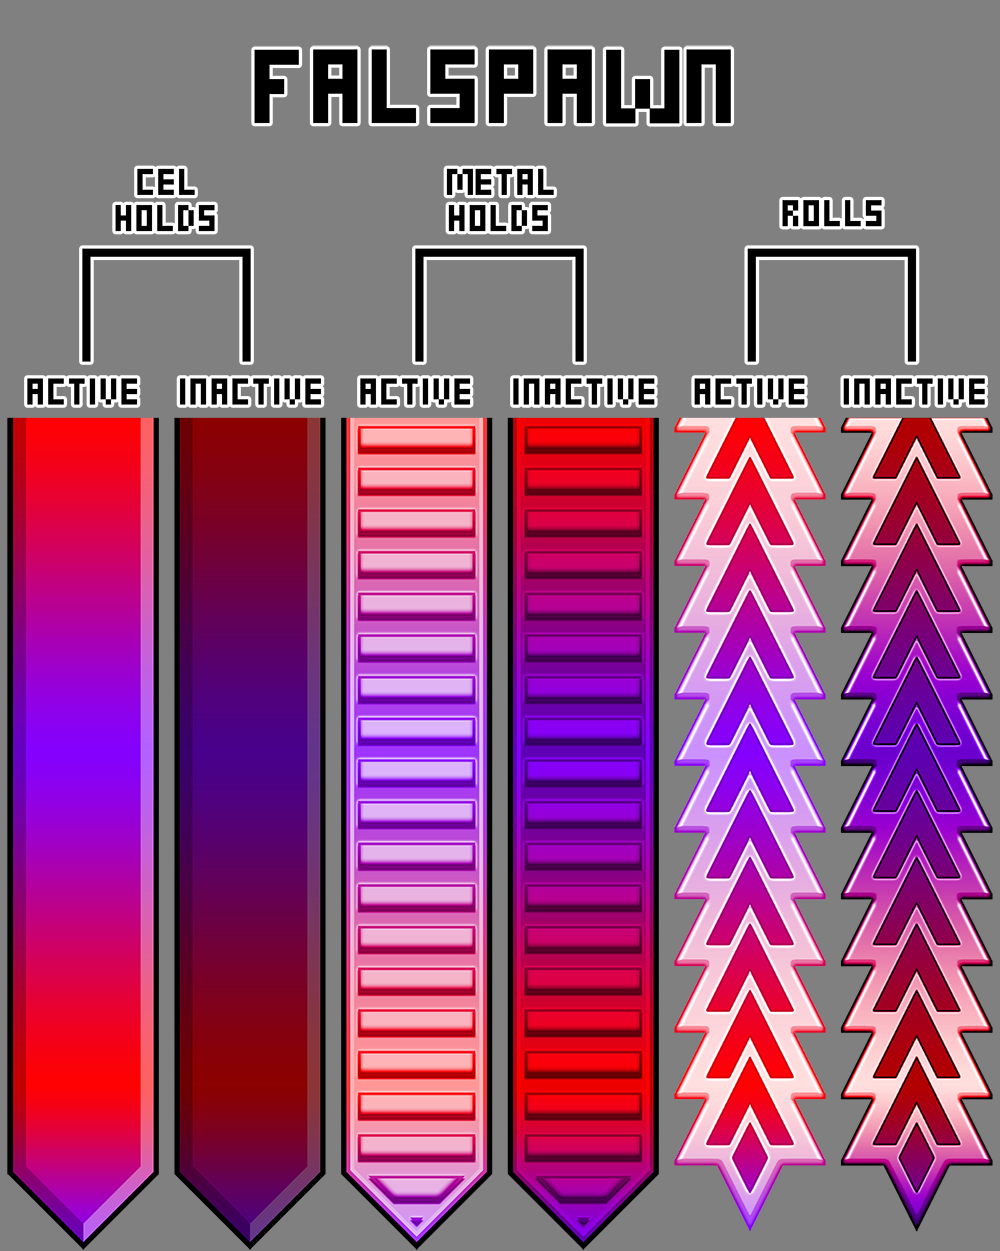 FALSPAWN
CEL
HOLDS
METAL
HOLDS
ROLLS
ACTIVE INACTIVE ACTIVE INACTIVE ACTIVE INACTIVE